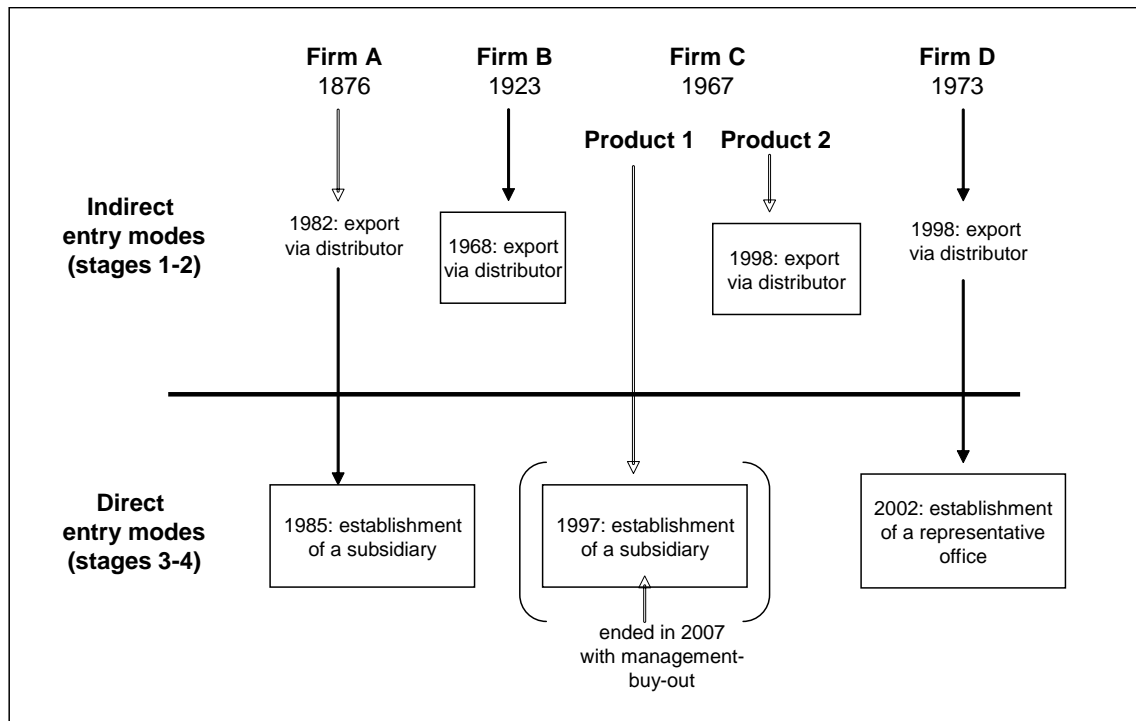 Firm A
1876
Firm B
1923
Firm C
1967
Firm D
1973
Product 1
Product 2
Indirect
entry modes
(stages 1-2)
1982: export
via distributor
1968: export
via distributor
1998: export
via distributor
1998: export
via distributor
Direct
entry modes
(stages 3-4)
1985: establishment
of a subsidiary
1997: establishment
of a subsidiary
2002: establishment
of a representative
office
ended in 2007
with management-
buy-out